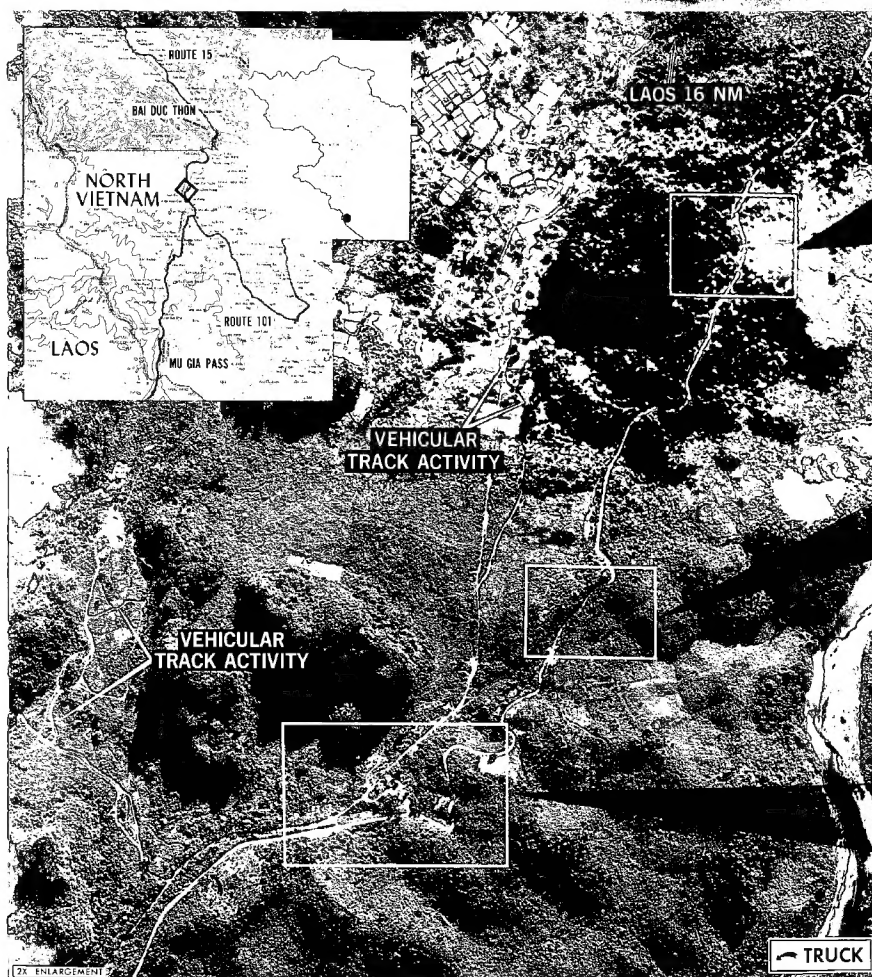 ROUTE 15
BAI DUC THON
NORTH
VIETNAM
LAOS
ROUTE 101
MU GIA PASS
LAOS 16 NM
VEHICULAR
TRACK ACTIVITY
VEHICULAR
TRACK ACTIVITY
2X ENLARGEMENT
TRUCK